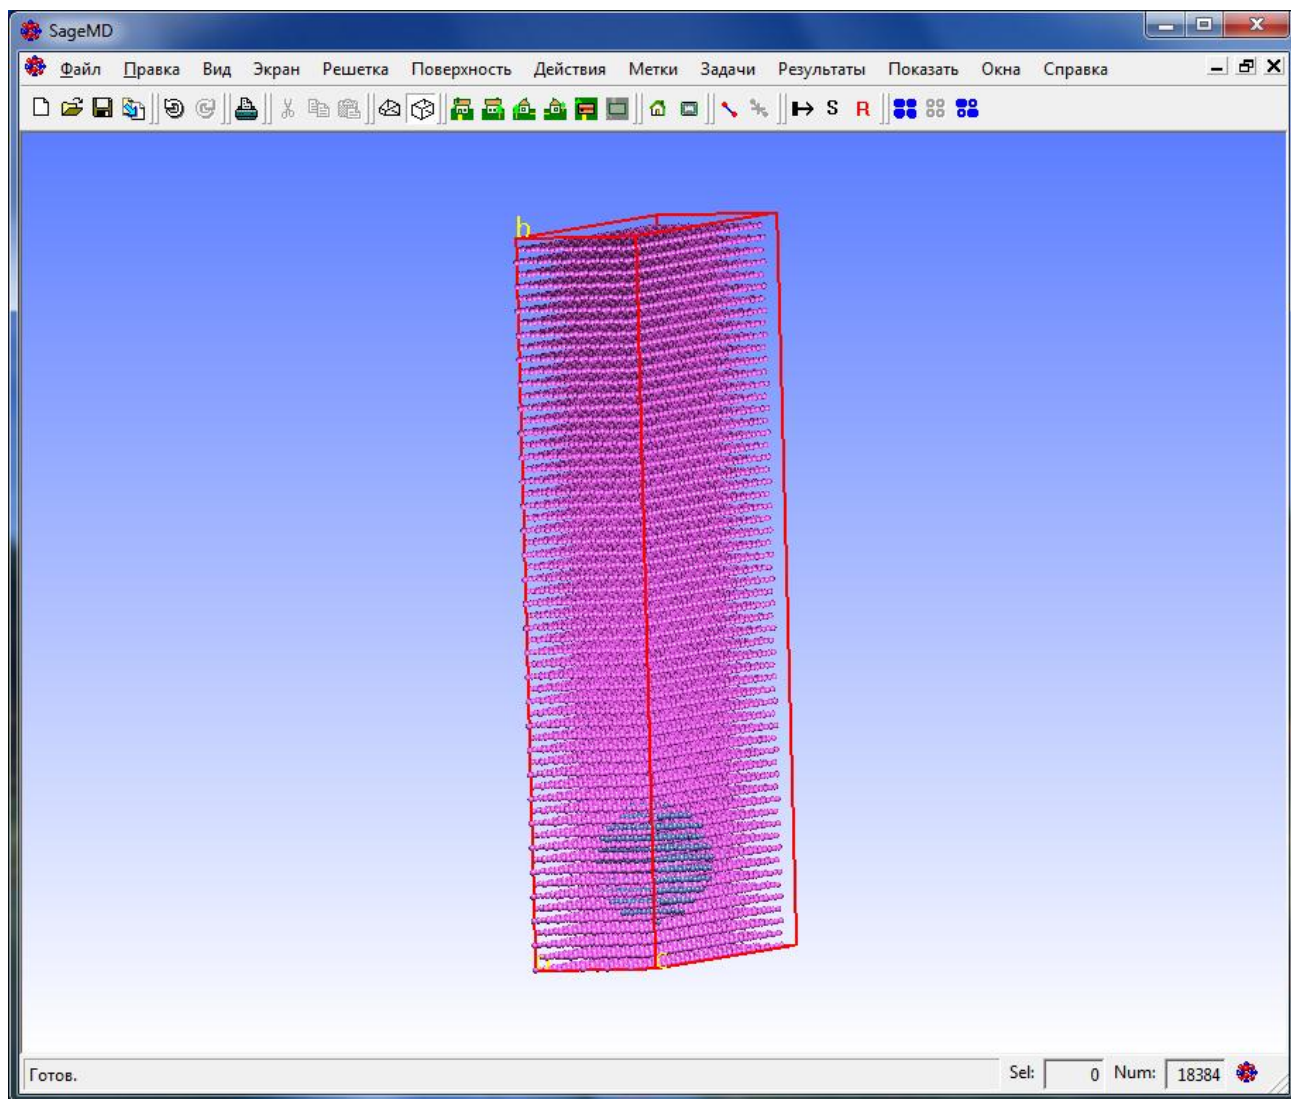 SageMD
Файл Правка Вид Экран Решетка Поверхность Действия Метки Задачи Результаты Показать Окна Справка
S R
b
c
Готов. Sel: 0 Num: 18384